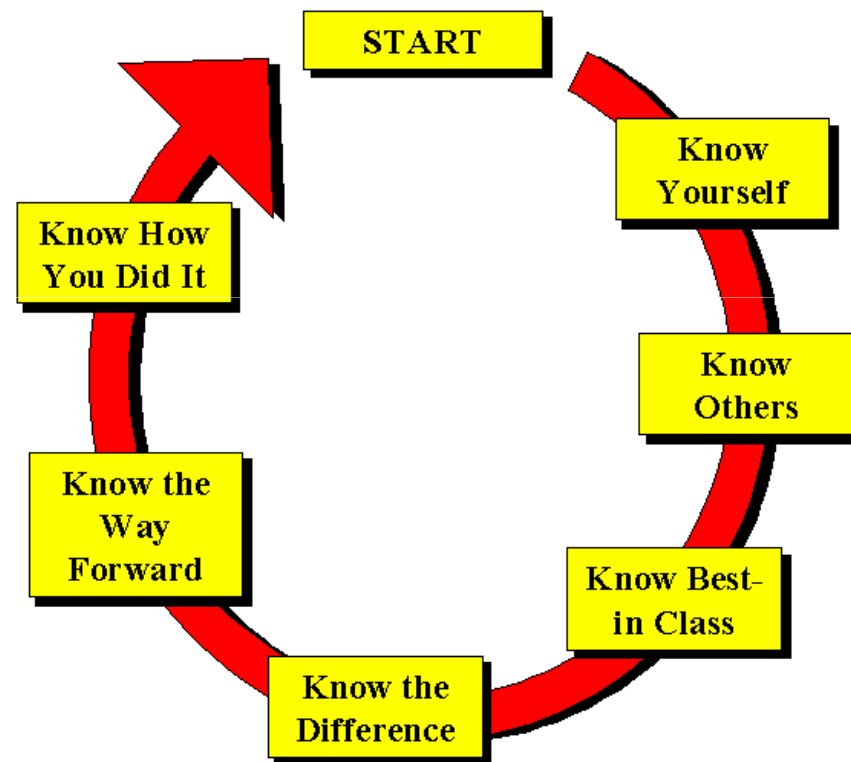 START
Know
Yourself
Know
Others
Know Best-
in Class
Know the
Difference
Know the
Way
Forward
Know How
You Did It